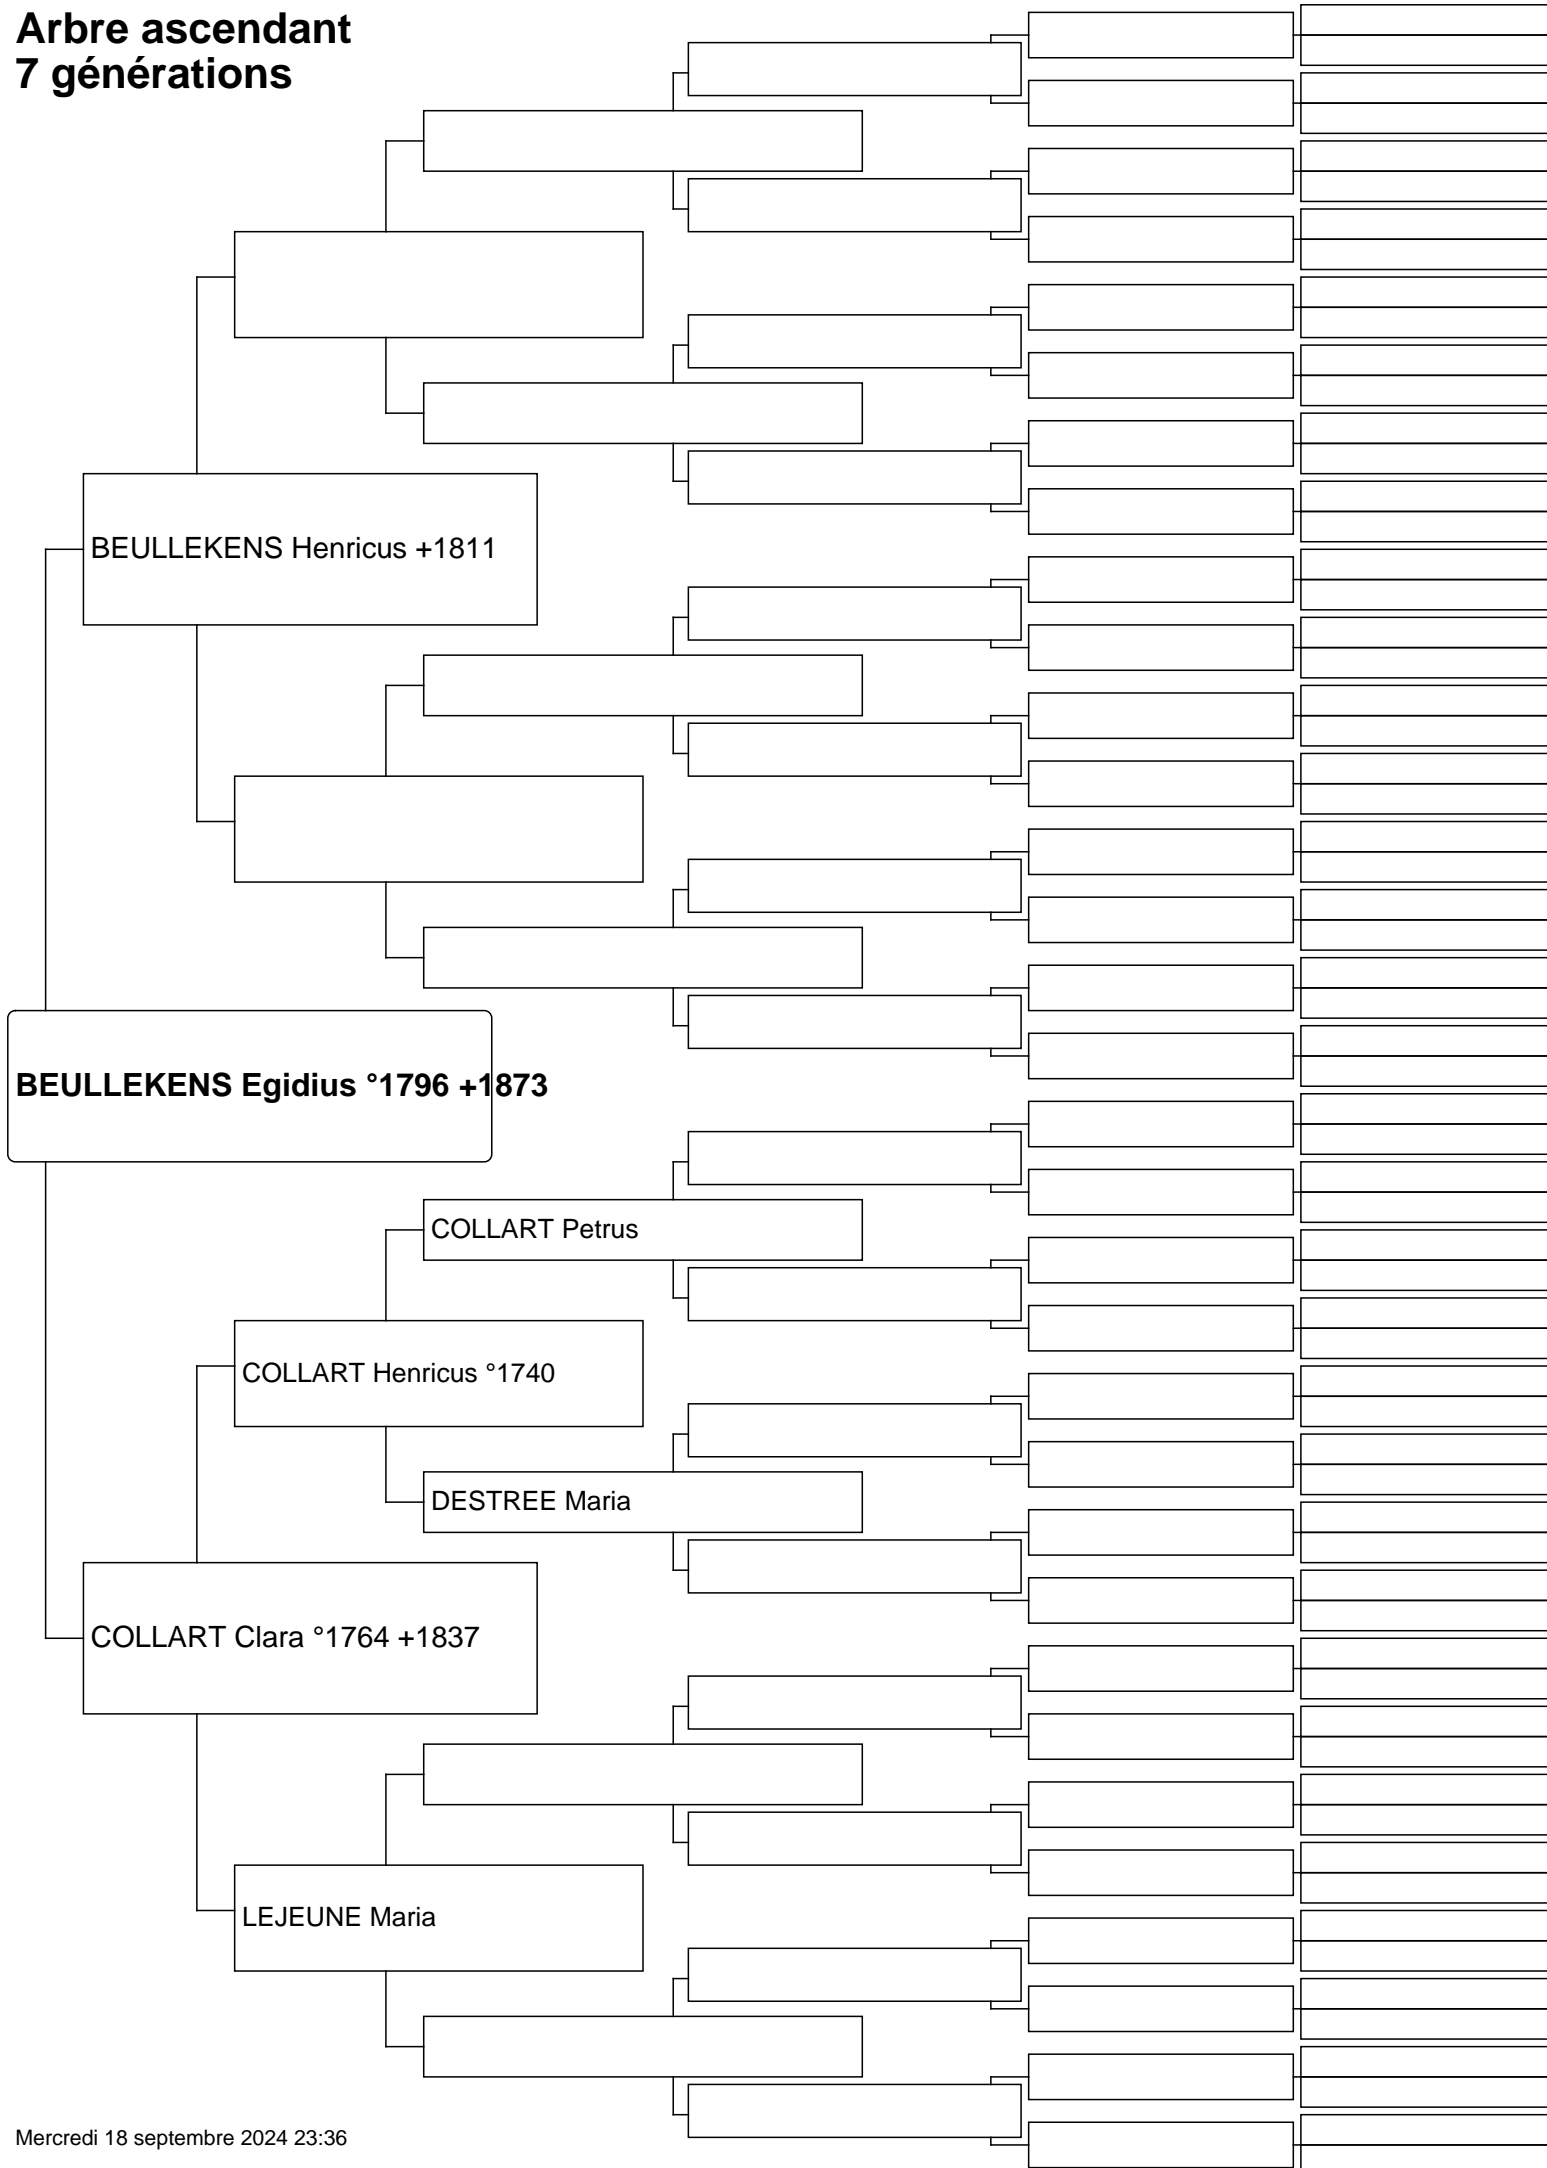 Arbre ascendant
7 générations
BEULLEKENS Henricus +1811
BEULLEKENS Egidius °1796 +1873
COLLART Petrus
COLLART Henricus °1740
DESTREE Maria
COLLART Clara °1764 +1837
LEJEUNE Maria
Mercredi 18 septembre 2024 23:36